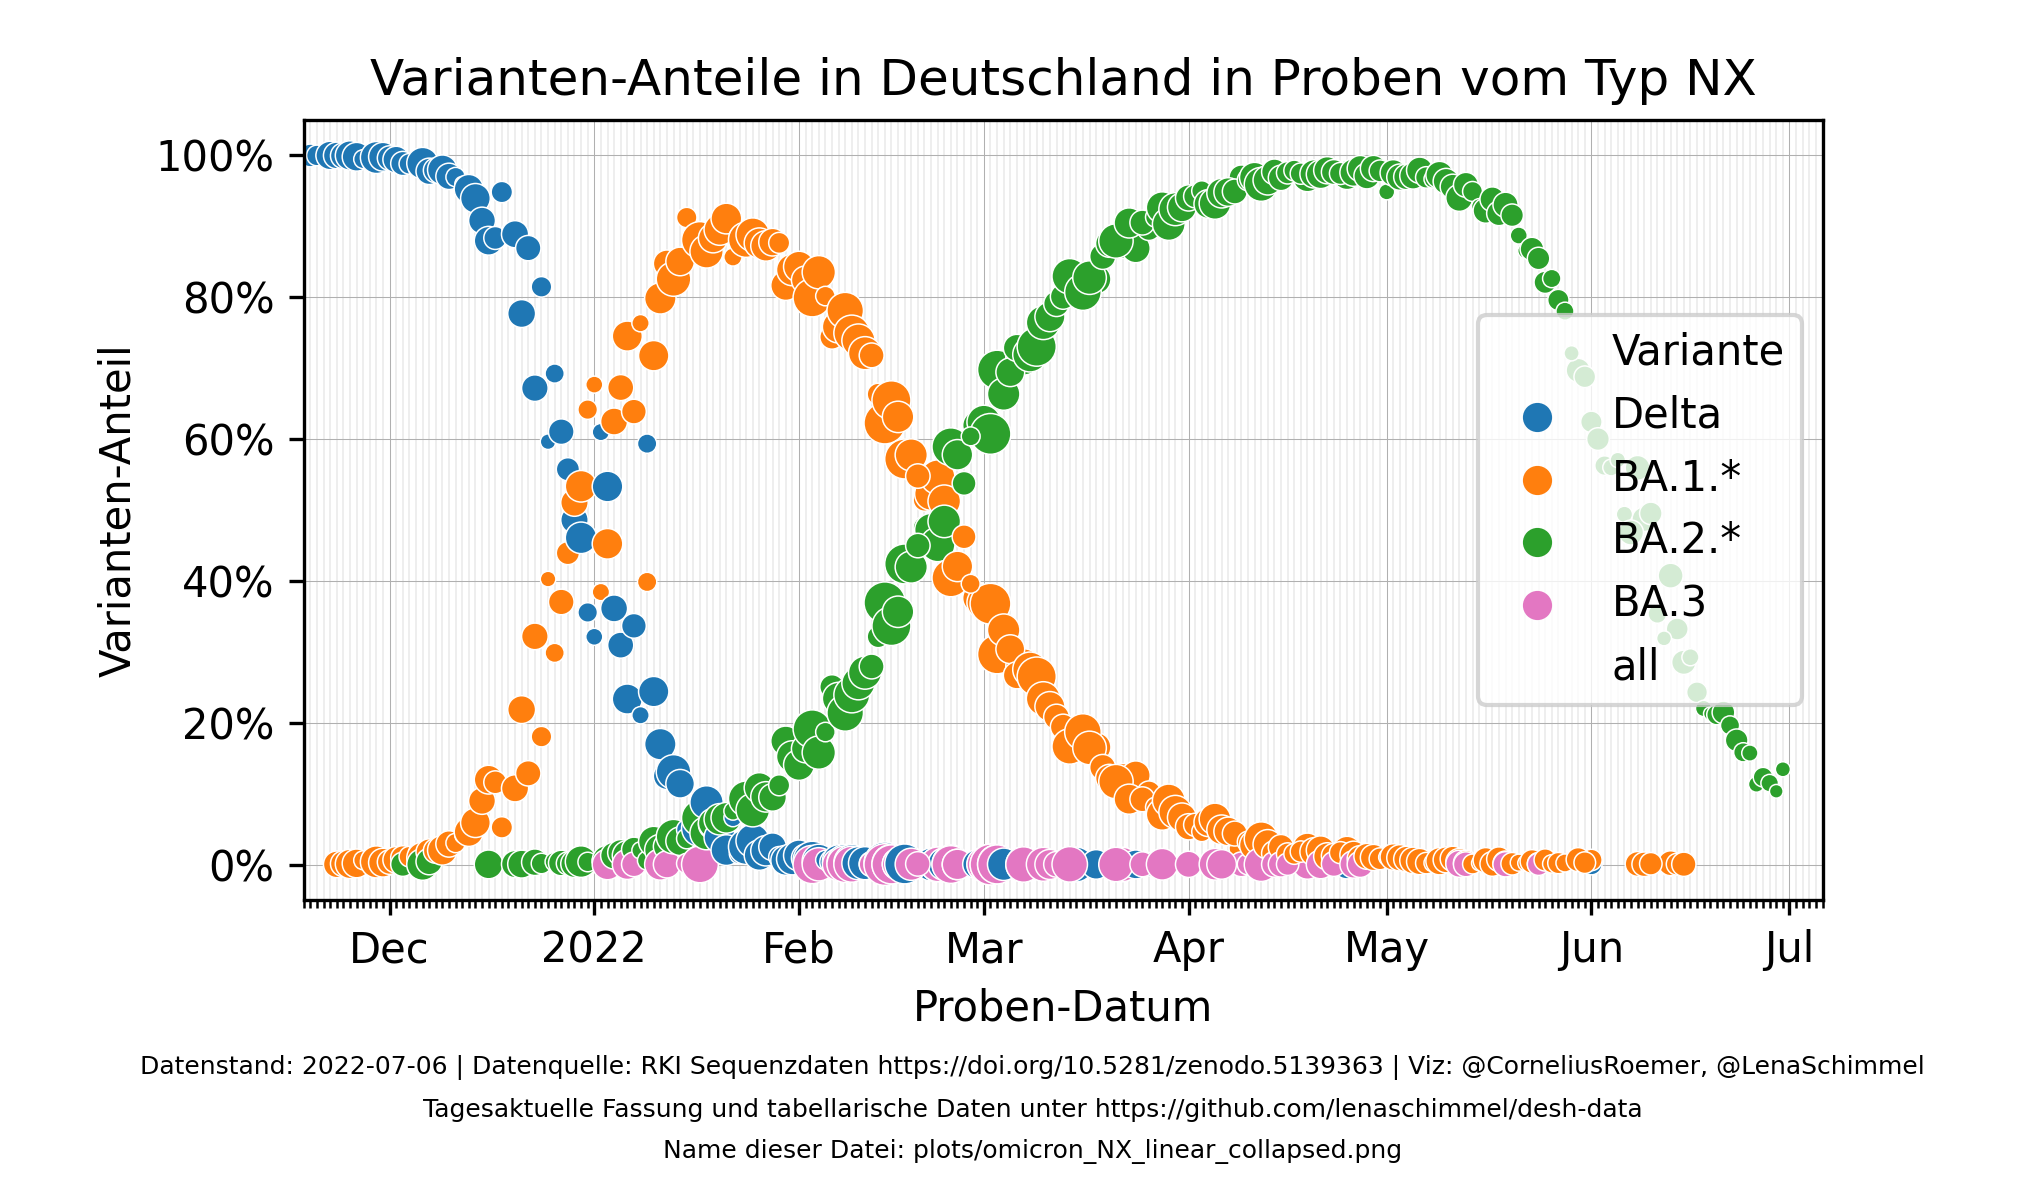 Varianten-Anteile in Deutschland in Proben vom Typ NX
Varianten-Anteil
100%
80%
60%
40%
20%
0%
Variante
Delta
BA.1.*
BA.2.*
BA.3
all
Dec 2022 Feb Mar Apr May Jun Jul
Proben-Datum
Datenstand: 2022-07-06 | Datenquelle: RKI Sequenzdaten https://doi.org/10.5281/zenodo.5139363 | Viz: @CorneliusRoemer, @LenaSchimmel
Tagesaktuelle Fassung und tabellarische Daten unter https://github.com/lenaschimmel/desh-data
Name dieser Datei: plots/omicron_NX_linear_collapsed.png